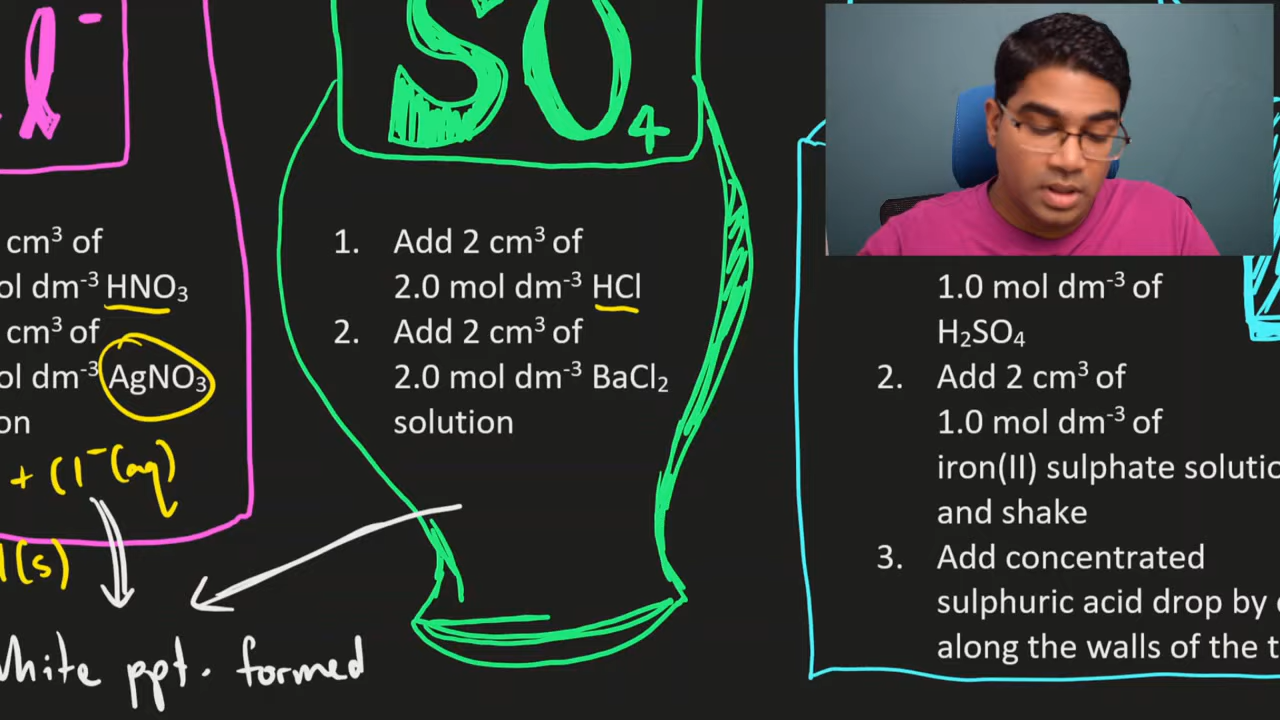 l⁻
SO₄
cm³ of
ol dm⁻³ HNO₃
cm³ of
ol dm⁻³ AgNO₃
on
+ Cl⁻(aq)
l(s)
White ppt. formed
1. Add 2 cm³ of
2.0 mol dm⁻³ HCl
2. Add 2 cm³ of
2.0 mol dm⁻³ BaCl₂
solution
1.0 mol dm⁻³ of
H₂SO₄
2. Add 2 cm³ of
1.0 mol dm⁻³ of
iron(II) sulphate solutio
and shake
3. Add concentrated
sulphuric acid drop by
along the walls of the t